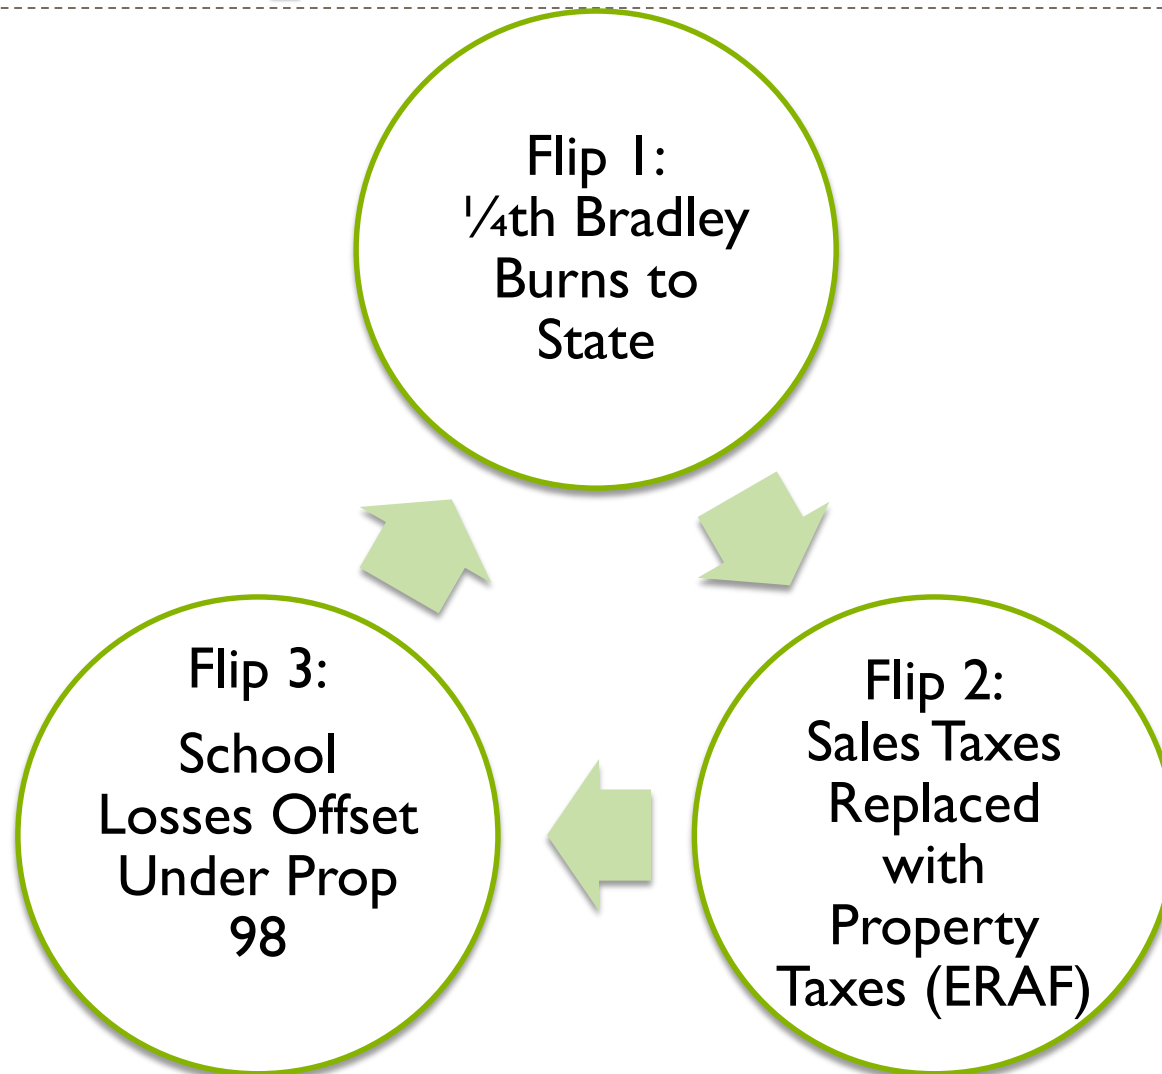 Flip 1:
¼th Bradley
Burns to
State
Flip 3:
School
Losses Offset
Under Prop
98
Flip 2:
Sales Taxes
Replaced
with
Property
Taxes (ERAF)